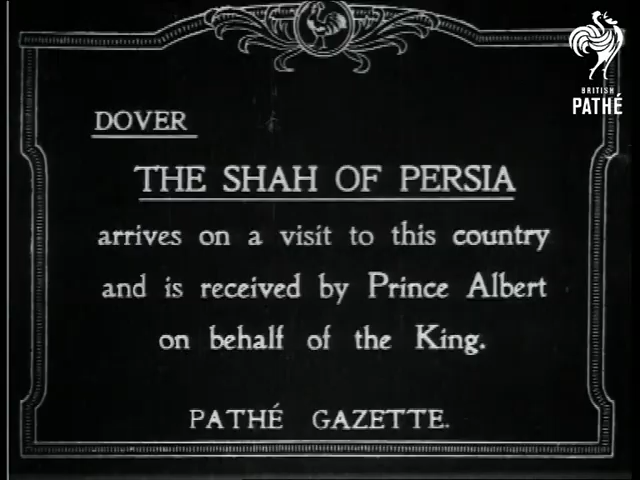 BRITISH
PATHÉ
DOVER
THE SHAH OF PERSIA
arrives on a visit to this country
and is received by Prince Albert
on behalf of the King.
PATHÉ GAZETTE.